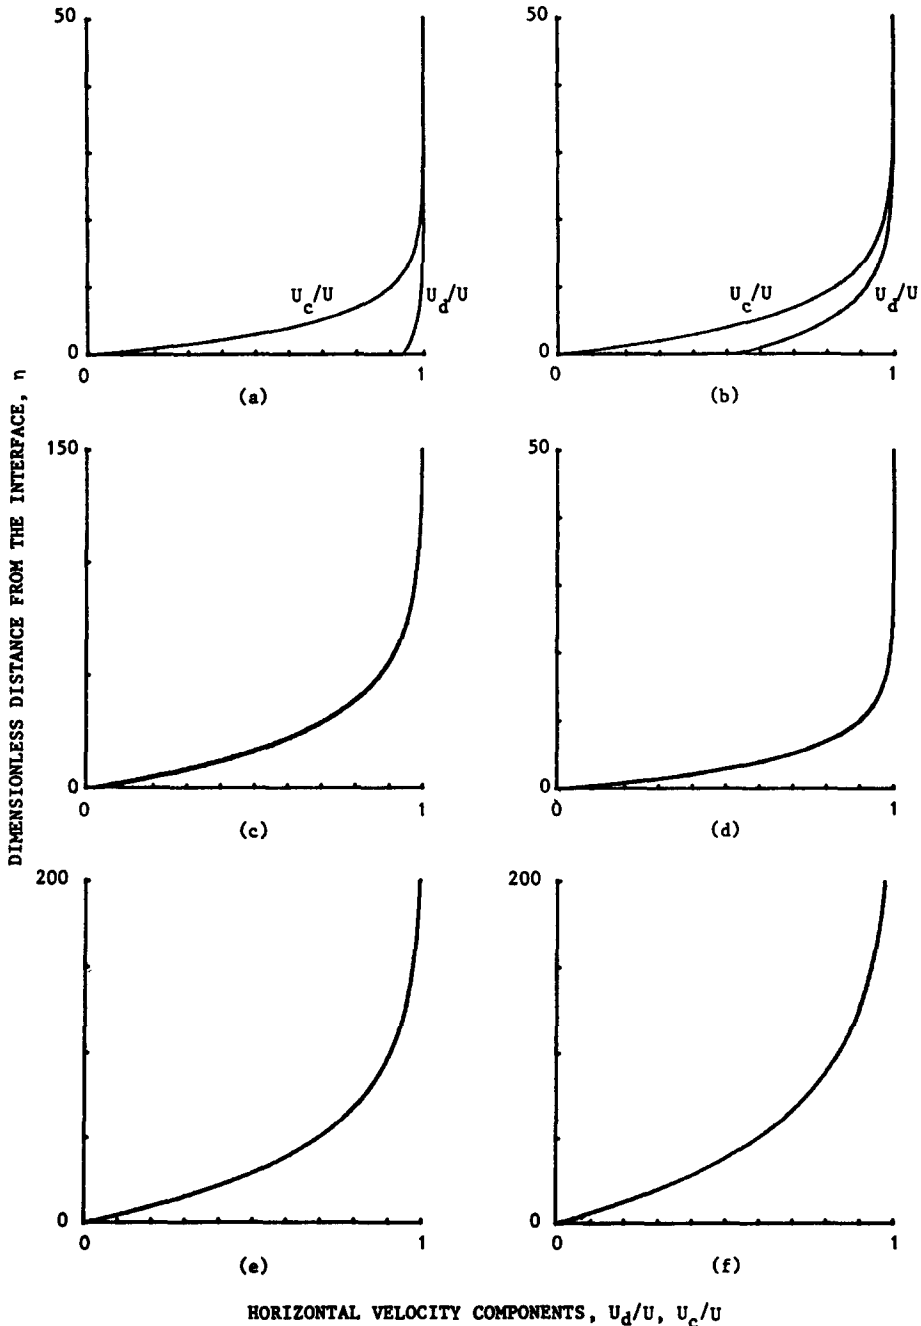 50
U_c/U
U_d/U
0
0
1
(a)
50
U_c/U
U_d/U
0
0
1
(b)
150
0
0
1
(c)
50
0
0
1
(d)
200
0
0
1
(e)
200
0
0
1
(f)
DIMENSIONLESS DISTANCE FROM THE INTERFACE, η
HORIZONTAL VELOCITY COMPONENTS, U_d/U, U_c/U